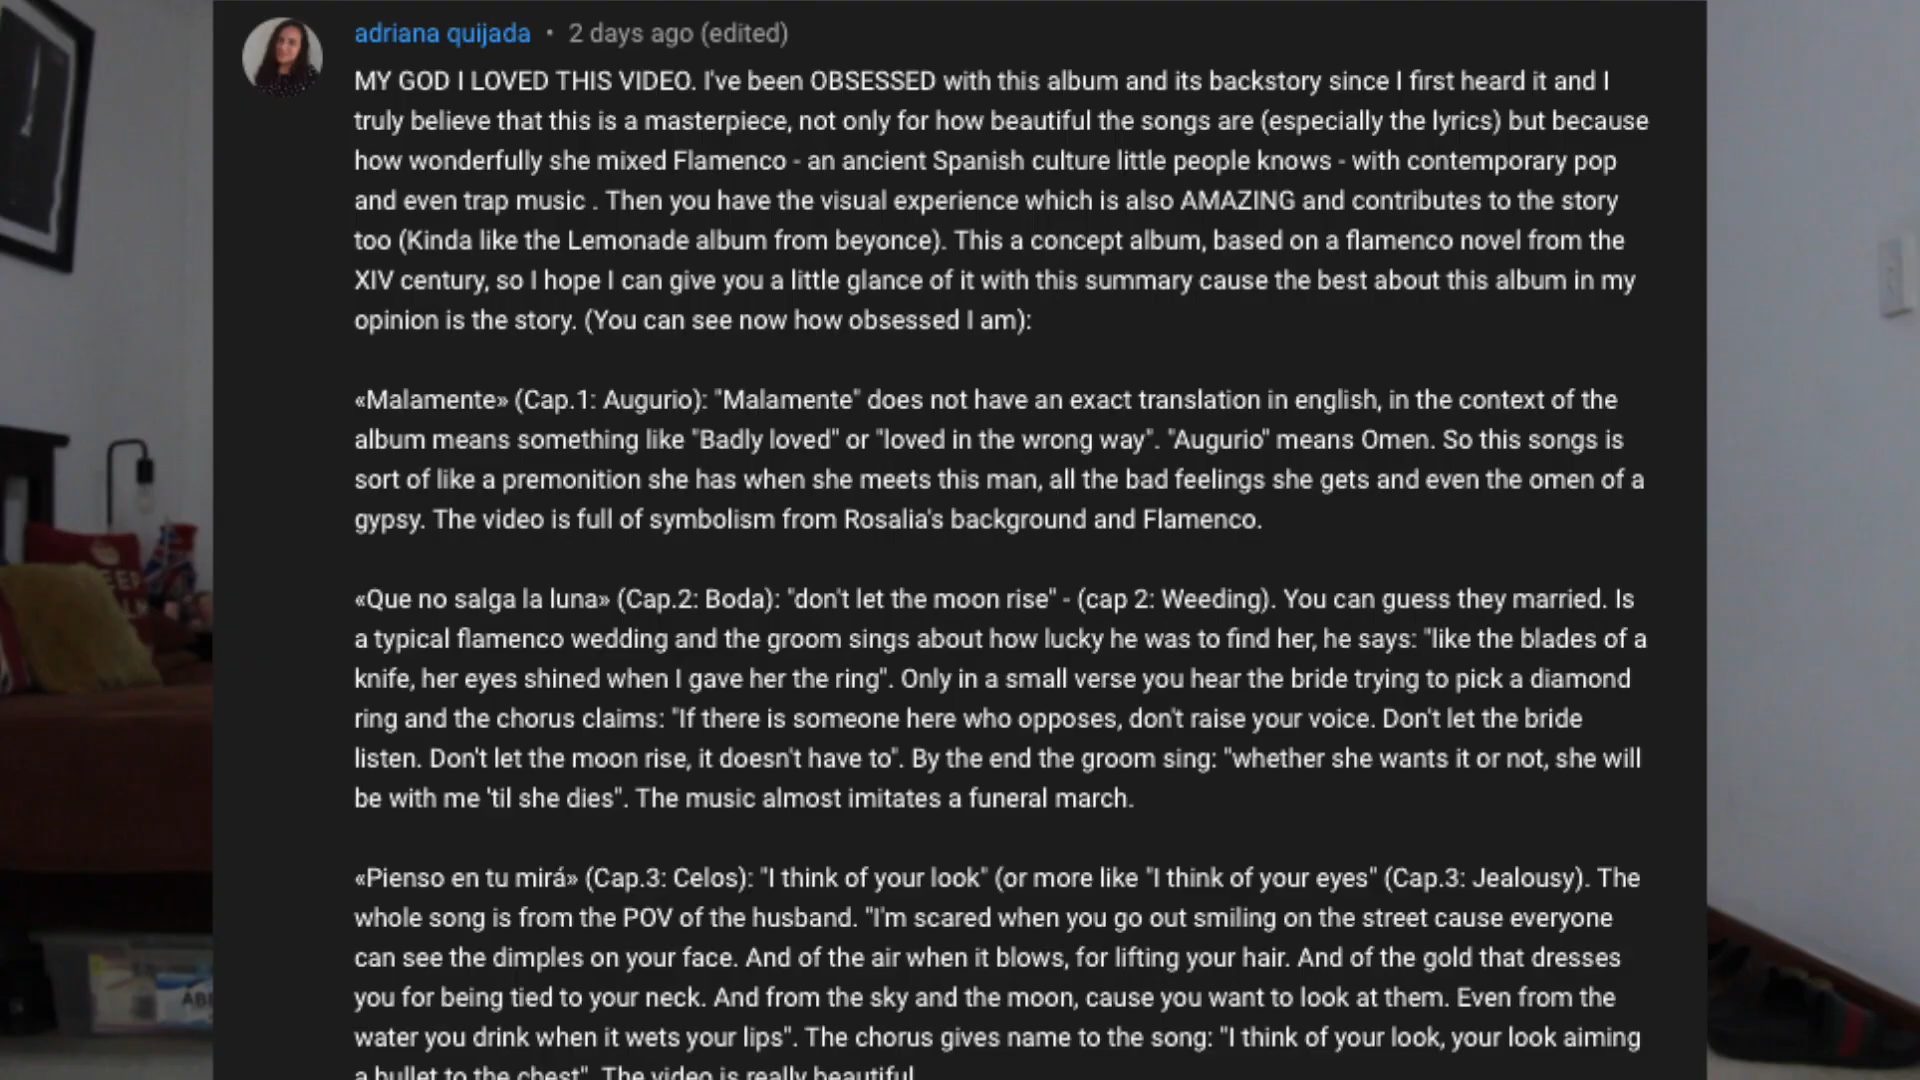 adriana quijada • 2 days ago (edited)
MY GOD I LOVED THIS VIDEO. I've been OBSESSED with this album and its backstory since I first heard it and I
truly believe that this is a masterpiece, not only for how beautiful the songs are (especially the lyrics) but because
how wonderfully she mixed Flamenco - an ancient Spanish culture little people knows - with contemporary pop
and even trap music . Then you have the visual experience which is also AMAZING and contributes to the story
too (Kinda like the Lemonade album from beyonce). This a concept album, based on a flamenco novel from the
XIV century, so I hope I can give you a little glance of it with this summary cause the best about this album in my
opinion is the story. (You can see now how obsessed I am):
«Malamente» (Cap.1: Augurio): "Malamente" does not have an exact translation in english, in the context of the
album means something like "Badly loved" or "loved in the wrong way". "Augurio" means Omen. So this songs is
sort of like a premonition she has when she meets this man, all the bad feelings she gets and even the omen of a
gypsy. The video is full of symbolism from Rosalia's background and Flamenco.
«Que no salga la luna» (Cap.2: Boda): "don't let the moon rise" - (cap 2: Weeding). You can guess they married. Is
a typical flamenco wedding and the groom sings about how lucky he was to find her, he says: "like the blades of a
knife, her eyes shined when I gave her the ring". Only in a small verse you hear the bride trying to pick a diamond
ring and the chorus claims: "If there is someone here who opposes, don't raise your voice. Don't let the bride
listen. Don't let the moon rise, it doesn't have to". By the end the groom sing: "whether she wants it or not, she will
be with me 'til she dies". The music almost imitates a funeral march.
«Pienso en tu mirá» (Cap.3: Celos): "I think of your look" (or more like "I think of your eyes" (Cap.3: Jealousy). The
whole song is from the POV of the husband. "I'm scared when you go out smiling on the street cause everyone
can see the dimples on your face. And of the air when it blows, for lifting your hair. And of the gold that dresses
you for being tied to your neck. And from the sky and the moon, cause you want to look at them. Even from the
water you drink when it wets your lips". The chorus gives name to the song: "I think of your look, your look aiming
a bullet to the chest". The video is really beautiful